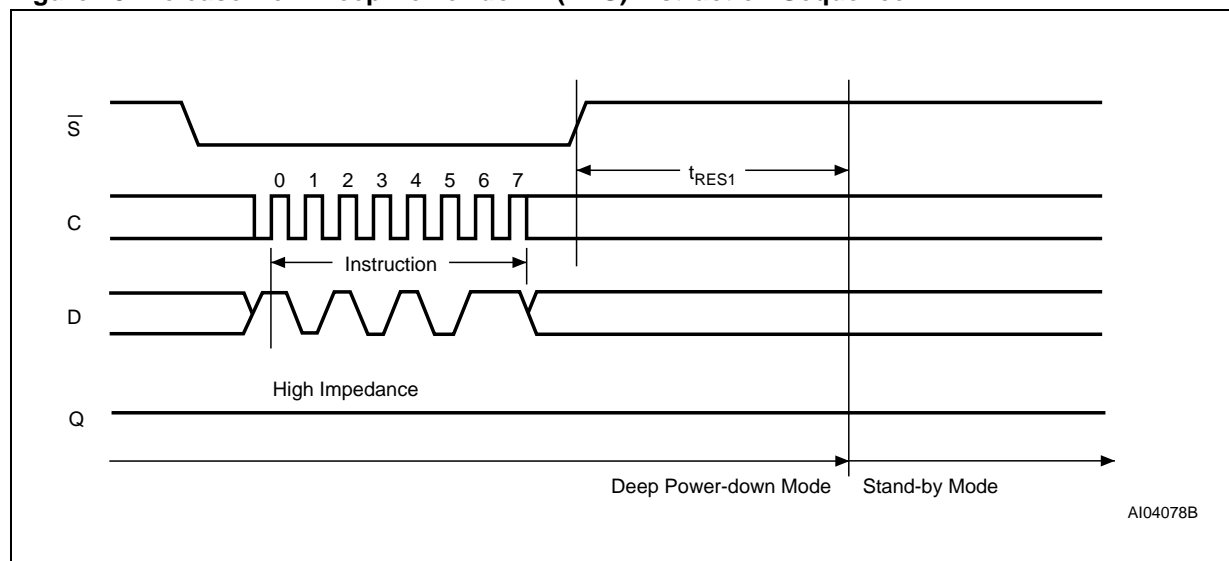 S
0 1 2 3 4 5 6 7
tRES1
C
Instruction
D
High Impedance
Q
Deep Power-down Mode Stand-by Mode
AI04078B